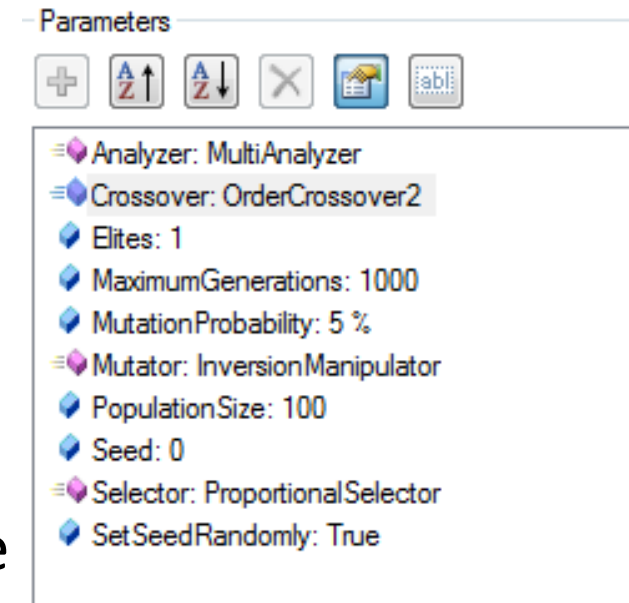 Parameters
A Z
A Z
abl
Analyzer: MultiAnalyzer
Crossover: OrderCrossover2
Elites: 1
MaximumGenerations: 1000
MutationProbability: 5 %
Mutator: InversionManipulator
PopulationSize: 100
Seed: 0
Selector: ProportionalSelector
e
SetSeedRandomly: True